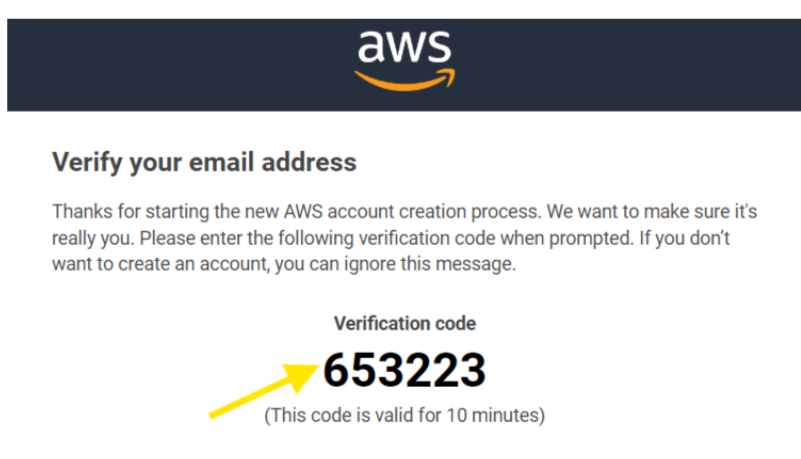 aws
Verify your email address
Thanks for starting the new AWS account creation process. We want to make sure it's
really you. Please enter the following verification code when prompted. If you don't
want to create an account, you can ignore this message.
Verification code
653223
(This code is valid for 10 minutes)